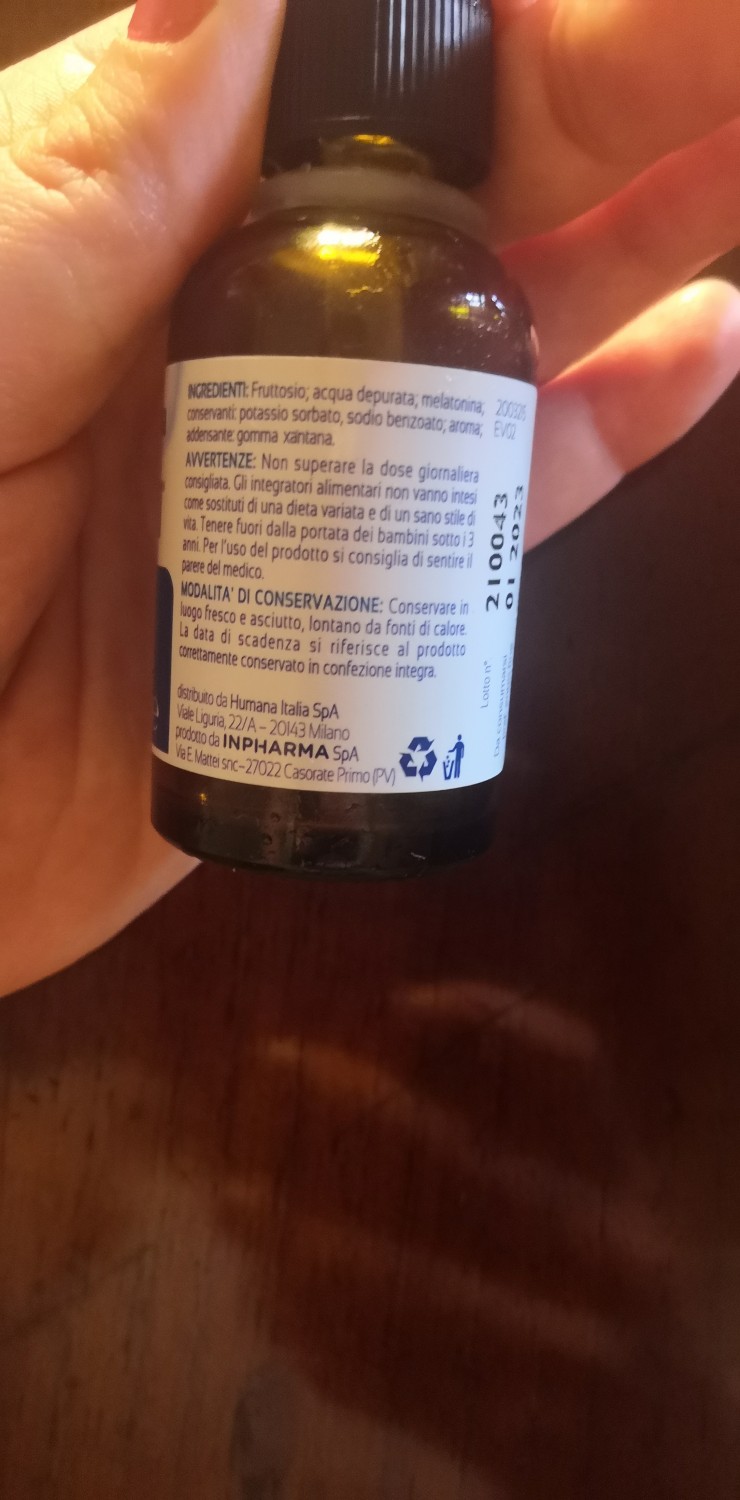 INGREDIENTI: Fruttosio; acqua depurata; melatonina;
conservanti: potassio sorbato, sodio benzoato; aroma;
addensante: gomma xantana.
AVVERTENZE: Non superare la dose giornaliera
consigliata. Gli integratori alimentari non vanno intesi
come sostituti di una dieta variata e di un sano stile di
vita. Tenere fuori dalla portata dei bambini sotto i 3
anni. Per l'uso del prodotto si consiglia di sentire il
parere del medico.
MODALITA' DI CONSERVAZIONE: Conservare in
luogo fresco e asciutto, lontano da fonti di calore.
La data di scadenza si riferisce al prodotto
correttamente conservato in confezione integra.
distribuito da Humana Italia SpA
Viale Liguria, 22/A – 20143 Milano
prodotto da INPHARMA SpA
Via E. Mattei snc–27022 Casorate Primo (PV)
EV02
Lotto n°
210043
01 2023
Da consumarsi